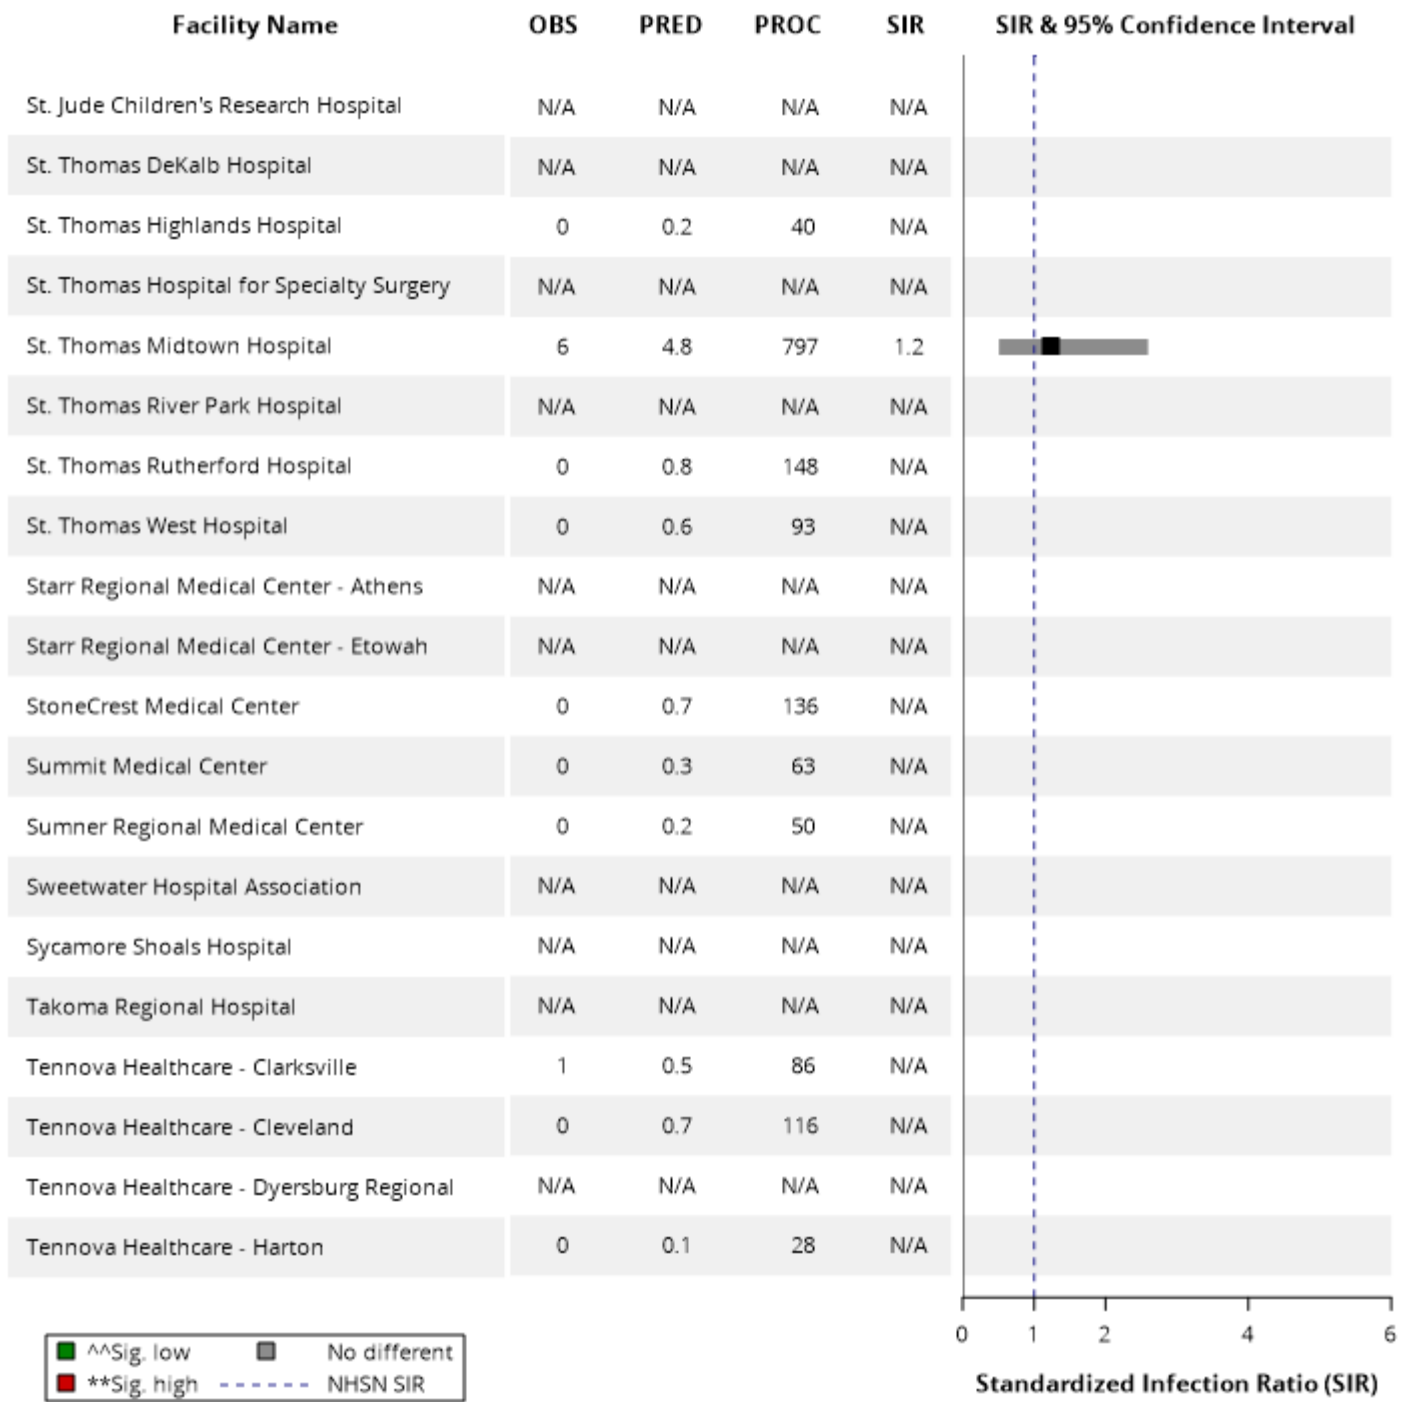 Facility Name OBS PRED PROC SIR SIR & 95% Confidence Interval
St. Jude Children's Research Hospital N/A N/A N/A N/A
St. Thomas DeKalb Hospital N/A N/A N/A N/A
St. Thomas Highlands Hospital 0 0.2 40 N/A
St. Thomas Hospital for Specialty Surgery N/A N/A N/A N/A
St. Thomas Midtown Hospital 6 4.8 797 1.2
St. Thomas River Park Hospital N/A N/A N/A N/A
St. Thomas Rutherford Hospital 0 0.8 148 N/A
St. Thomas West Hospital 0 0.6 93 N/A
Starr Regional Medical Center - Athens N/A N/A N/A N/A
Starr Regional Medical Center - Etowah N/A N/A N/A N/A
StoneCrest Medical Center 0 0.7 136 N/A
Summit Medical Center 0 0.3 63 N/A
Sumner Regional Medical Center 0 0.2 50 N/A
Sweetwater Hospital Association N/A N/A N/A N/A
Sycamore Shoals Hospital N/A N/A N/A N/A
Takoma Regional Hospital N/A N/A N/A N/A
Tennova Healthcare - Clarksville 1 0.5 86 N/A
Tennova Healthcare - Cleveland 0 0.7 116 N/A
Tennova Healthcare - Dyersburg Regional N/A N/A N/A N/A
Tennova Healthcare - Harton 0 0.1 28 N/A
0 1 2 4 6
Standardized Infection Ratio (SIR)
^^Sig. low No different
**Sig. high NHSN SIR